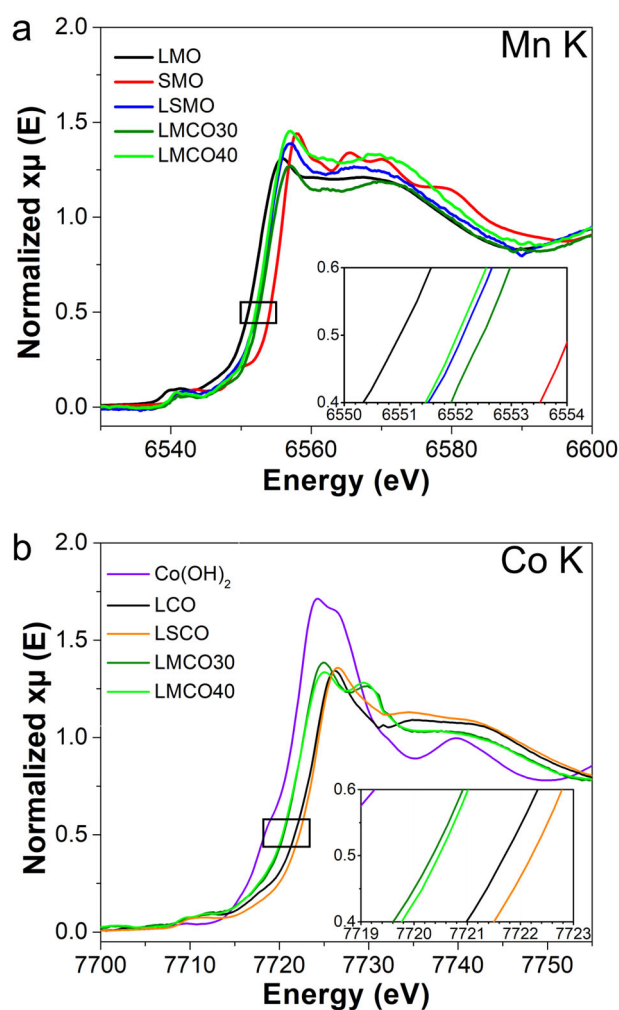 a
Mn K
LMO
SMO
LSMO
LMCO30
LMCO40
Normalized xμ (E)
2.0
1.5
1.0
0.5
0.0
0.6
0.5
0.4
6550 6551 6552 6553 6554
6540 6560 6580 6600
Energy (eV)
b
Co K
Co(OH)₂
LCO
LSCO
LMCO30
LMCO40
Normalized xμ (E)
2.0
1.5
1.0
0.5
0.0
0.6
0.5
0.4
7719 7720 7721 7722 7723
7700 7710 7720 7730 7740 7750
Energy (eV)